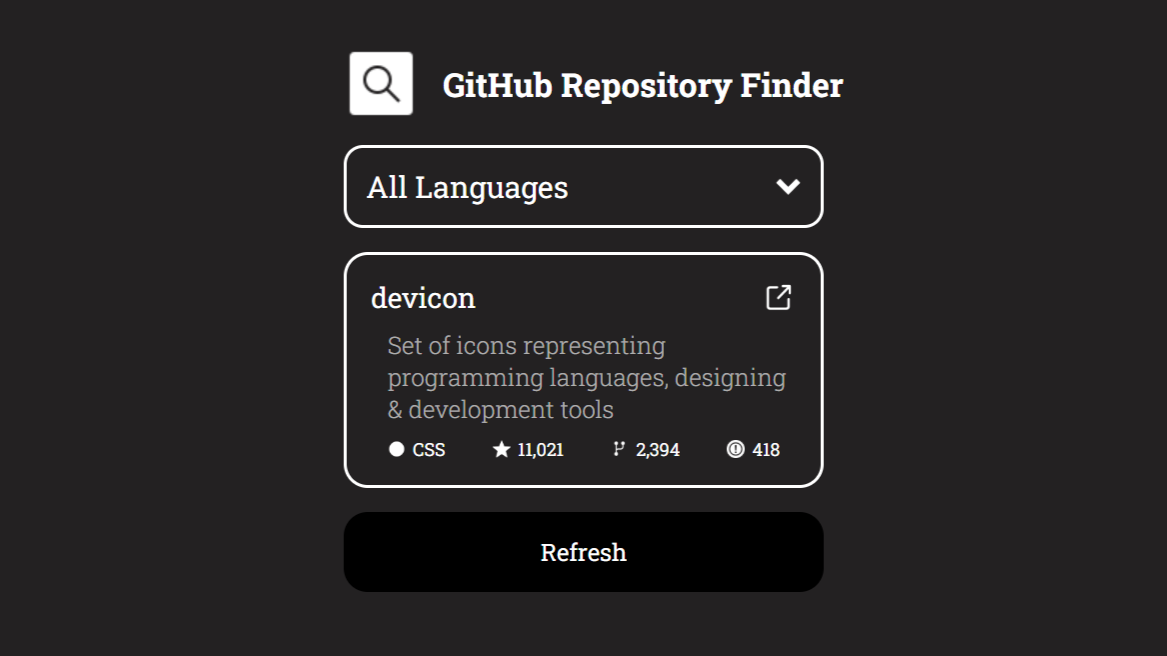 GitHub Repository Finder
All Languages
devicon
Set of icons representing
programming languages, designing
& development tools
CSS 11,021 2,394 418
Refresh